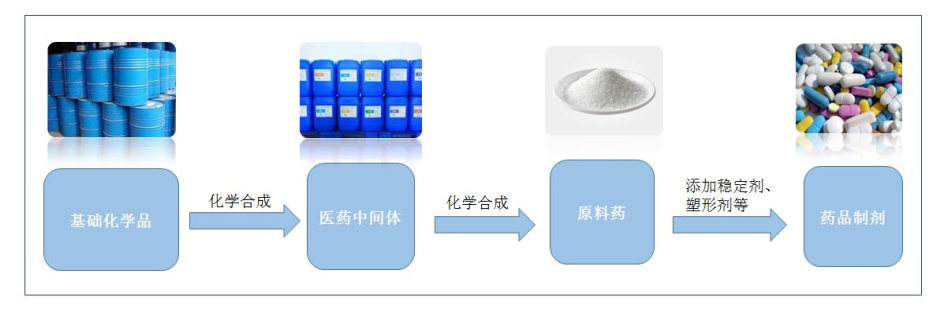 基础化学品
化学合成
医药中间体
化学合成
原料药
添加稳定剂、
塑形剂等
药品制剂